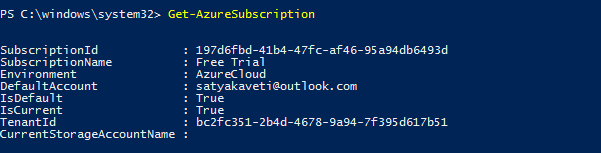 PS C:\windows\system32> Get-AzureSubscription
SubscriptionId : 197d6fbd-41b4-47fc-af46-95a94db6493d
SubscriptionName : Free Trial
Environment : AzureCloud
DefaultAccount : satyakaveti@outlook.com
IsDefault : True
IsCurrent : True
TenantId : bc2fc351-2b4d-4678-9a94-7f395d617b51
CurrentStorageAccountName :